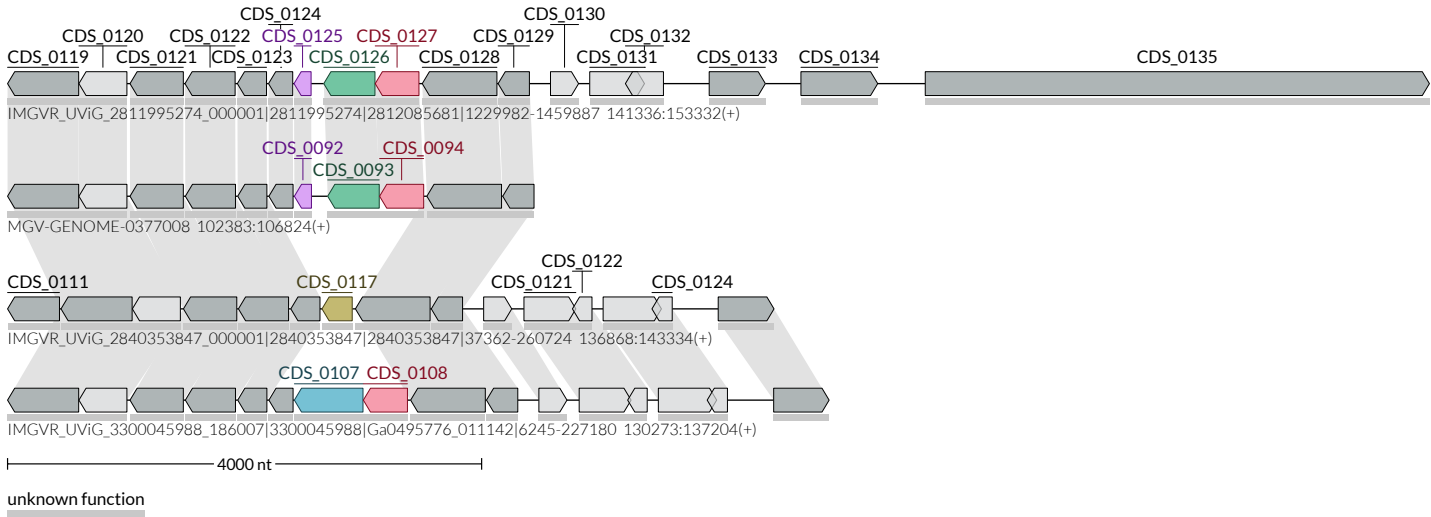 CDS_0124 CDS_0130
CDS_0120 CDS_0122 CDS_0125 CDS_0127 CDS_0129 CDS_0132
CDS_0119 CDS_0121 CDS_0123 CDS_0126 CDS_0128 CDS_0131 CDS_0133 CDS_0134 CDS_0135
IMGVR_UViG_2811995274_000001|2811995274|2812085681|1229982-1459887 141336:153332(+)
CDS_0092 CDS_0094
CDS_0093
MGV-GENOME-0377008 102383:106824(+)
CDS_0122
CDS_0111 CDS_0117 CDS_0121 CDS_0124
IMGVR_UViG_2840353847_000001|2840353847|2840353847|37362-260724 136868:143334(+)
CDS_0107 CDS_0108
IMGVR_UViG_3300045988_186007|3300045988|Ga0495776_011142|6245-227180 130273:137204(+)
4000 nt
unknown function